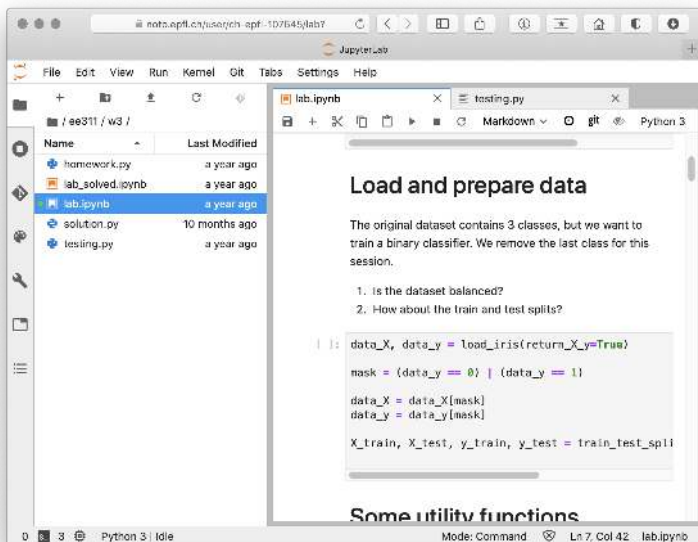 noto.epfl.ch/user/ch-epfl-107645/lab?
JupyterLab
File Edit View Run Kernel Git Tabs Settings Help
/ ee311 / w3 /
Name Last Modified
homework.py a year ago
lab_solved.ipynb a year ago
lab.ipynb a year ago
solution.py 10 months ago
testing.py a year ago
lab.ipynb
testing.py
Markdown git Python 3
Load and prepare data
The original dataset contains 3 classes, but we want to
train a binary classifier. We remove the last class for this
session.
1. Is the dataset balanced?
2. How about the train and test splits?
[ ]: data_X, data_y = load_iris(return_X_y=True)
mask = (data_y == 0) | (data_y == 1)
data_X = data_X[mask]
data_y = data_y[mask]
X_train, X_test, y_train, y_test = train_test_spli
Some utility functions
0 s_ 3 Python 3 | Idle Mode: Command Ln 7, Col 42 lab.ipynb